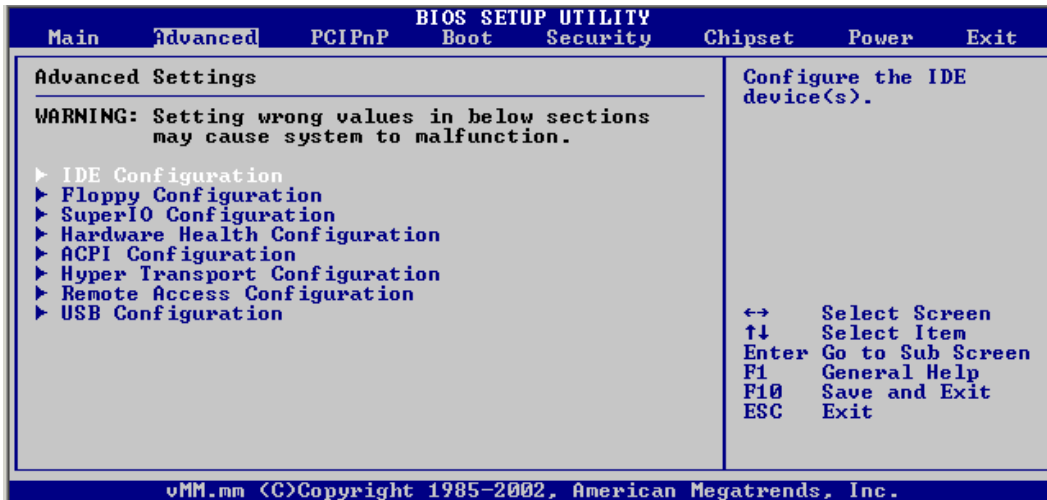 BIOS SETUP UTILITY
Main Advanced PCIPnP Boot Security Chipset Power Exit
Advanced Settings
WARNING: Setting wrong values in below sections
may cause system to malfunction.
► IDE Configuration
► Floppy Configuration
► SuperIO Configuration
► Hardware Health Configuration
► ACPI Configuration
► Hyper Transport Configuration
► Remote Access Configuration
► USB Configuration
Configure the IDE
device(s).
↔ Select Screen
↑↓ Select Item
Enter Go to Sub Screen
F1 General Help
F10 Save and Exit
ESC Exit
vMM.mm (C)Copyright 1985-2002, American Megatrends, Inc.